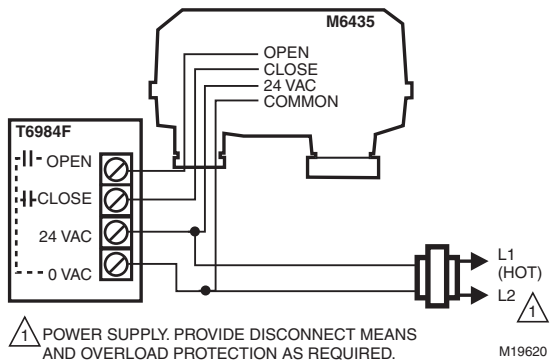 M6435
OPEN
CLOSE
24 VAC
COMMON
T6984F
OPEN
CLOSE
24 VAC
0 VAC
L1
(HOT)
L2
1
1 POWER SUPPLY. PROVIDE DISCONNECT MEANS
AND OVERLOAD PROTECTION AS REQUIRED.
M19620